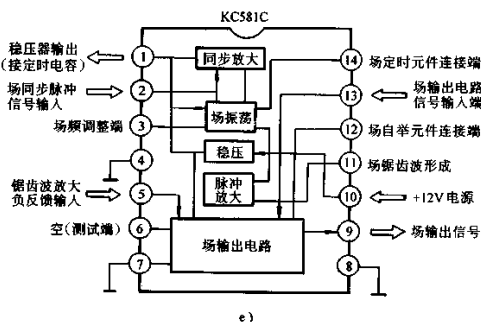 KC581C
稳压器输出
(接定时电容)
1
同步放大
14
场定时元件连接端
场同步脉冲
信号输入
2
13
场输出电路
信号输入端
场振荡
场频调整端
3
12
场自举元件连接端
稳压
4
11
场锯齿波形成
脉冲
放大
锯齿波放大
负反馈输入
5
10
+12V电源
空(测试端)
6
场输出电路
9
场输出信号
7
8
e)